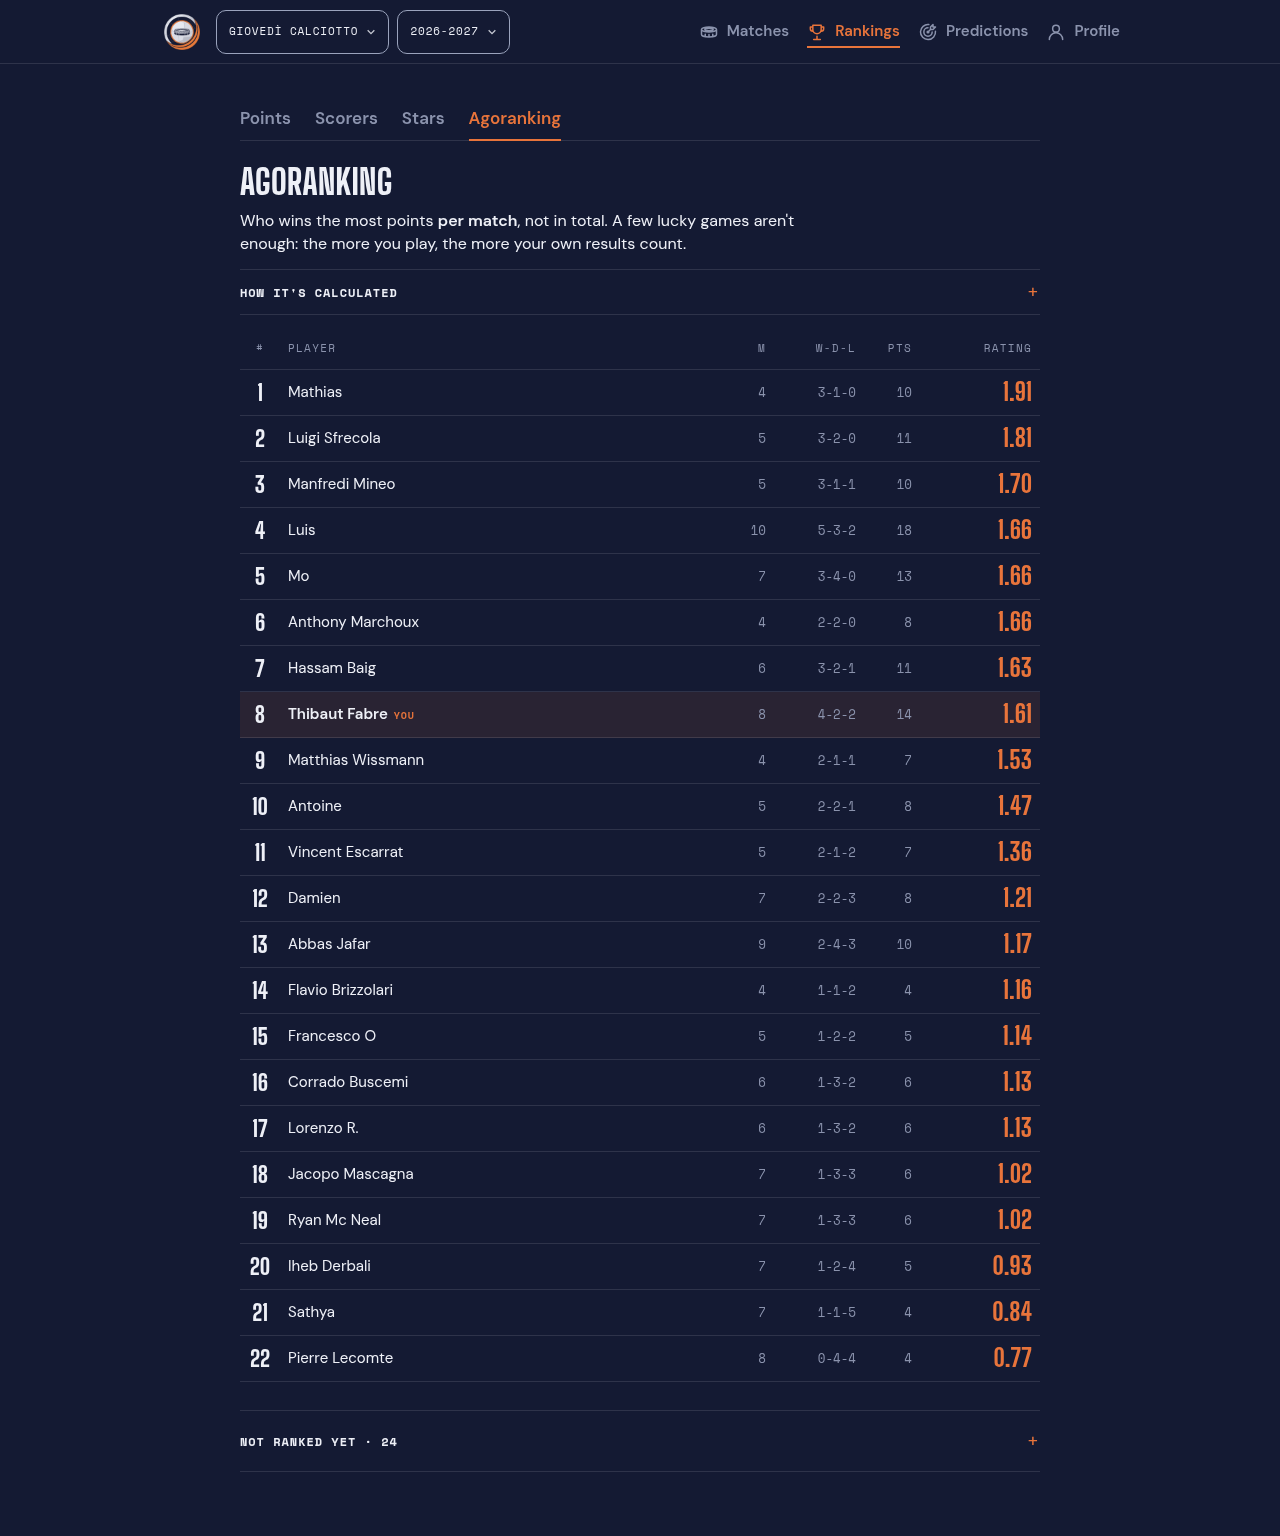 GIOVEDÌ CALCIOTTO
2026-2027
Matches
Rankings
Predictions
Profile
Points
Scorers
Stars
Agoranking
AGORANKING
Who wins the most points per match, not in total. A few lucky games aren't
enough: the more you play, the more your own results count.
HOW IT'S CALCULATED +
# PLAYER M W-D-L PTS RATING
1 Mathias 4 3-1-0 10 1.91
2 Luigi Sfrecola 5 3-2-0 11 1.81
3 Manfredi Mineo 5 3-1-1 10 1.70
4 Luis 10 5-3-2 18 1.66
5 Mo 7 3-4-0 13 1.66
6 Anthony Marchoux 4 2-2-0 8 1.66
7 Hassam Baig 6 3-2-1 11 1.63
8 Thibaut Fabre YOU 8 4-2-2 14 1.61
9 Matthias Wissmann 4 2-1-1 7 1.53
10 Antoine 5 2-2-1 8 1.47
11 Vincent Escarrat 5 2-1-2 7 1.36
12 Damien 7 2-2-3 8 1.21
13 Abbas Jafar 9 2-4-3 10 1.17
14 Flavio Brizzolari 4 1-1-2 4 1.16
15 Francesco O 5 1-2-2 5 1.14
16 Corrado Buscemi 6 1-3-2 6 1.13
17 Lorenzo R. 6 1-3-2 6 1.13
18 Jacopo Mascagna 7 1-3-3 6 1.02
19 Ryan Mc Neal 7 1-3-3 6 1.02
20 Iheb Derbali 7 1-2-4 5 0.93
21 Sathya 7 1-1-5 4 0.84
22 Pierre Lecomte 8 0-4-4 4 0.77
NOT RANKED YET · 24 +